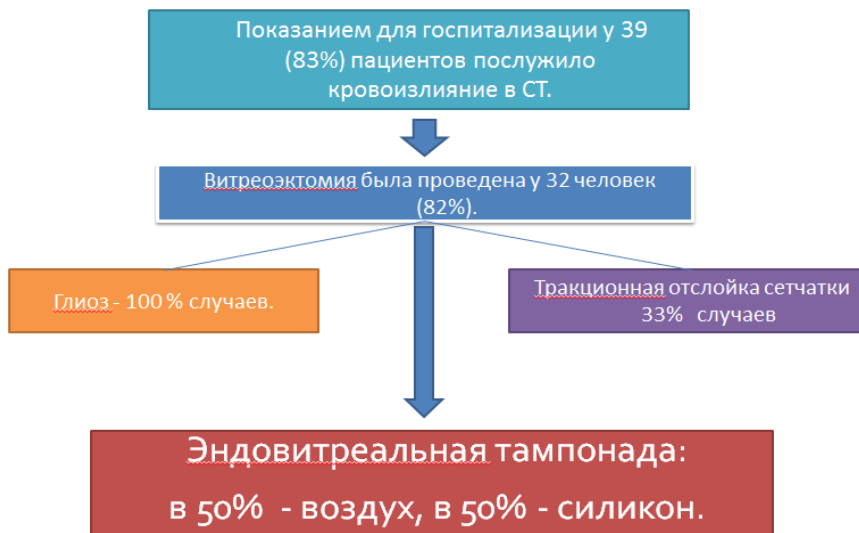 Показанием для госпитализации у 39
(83%) пациентов послужило
кровоизлияние в СТ.
Витреоэктомия была проведена у 32 человек
(82%).
Глиоз - 100 % случаев.
Тракционная отслойка сетчатки
33% случаев
Эндовитреальная тампонада:
в 50% - воздух, в 50% - силикон.